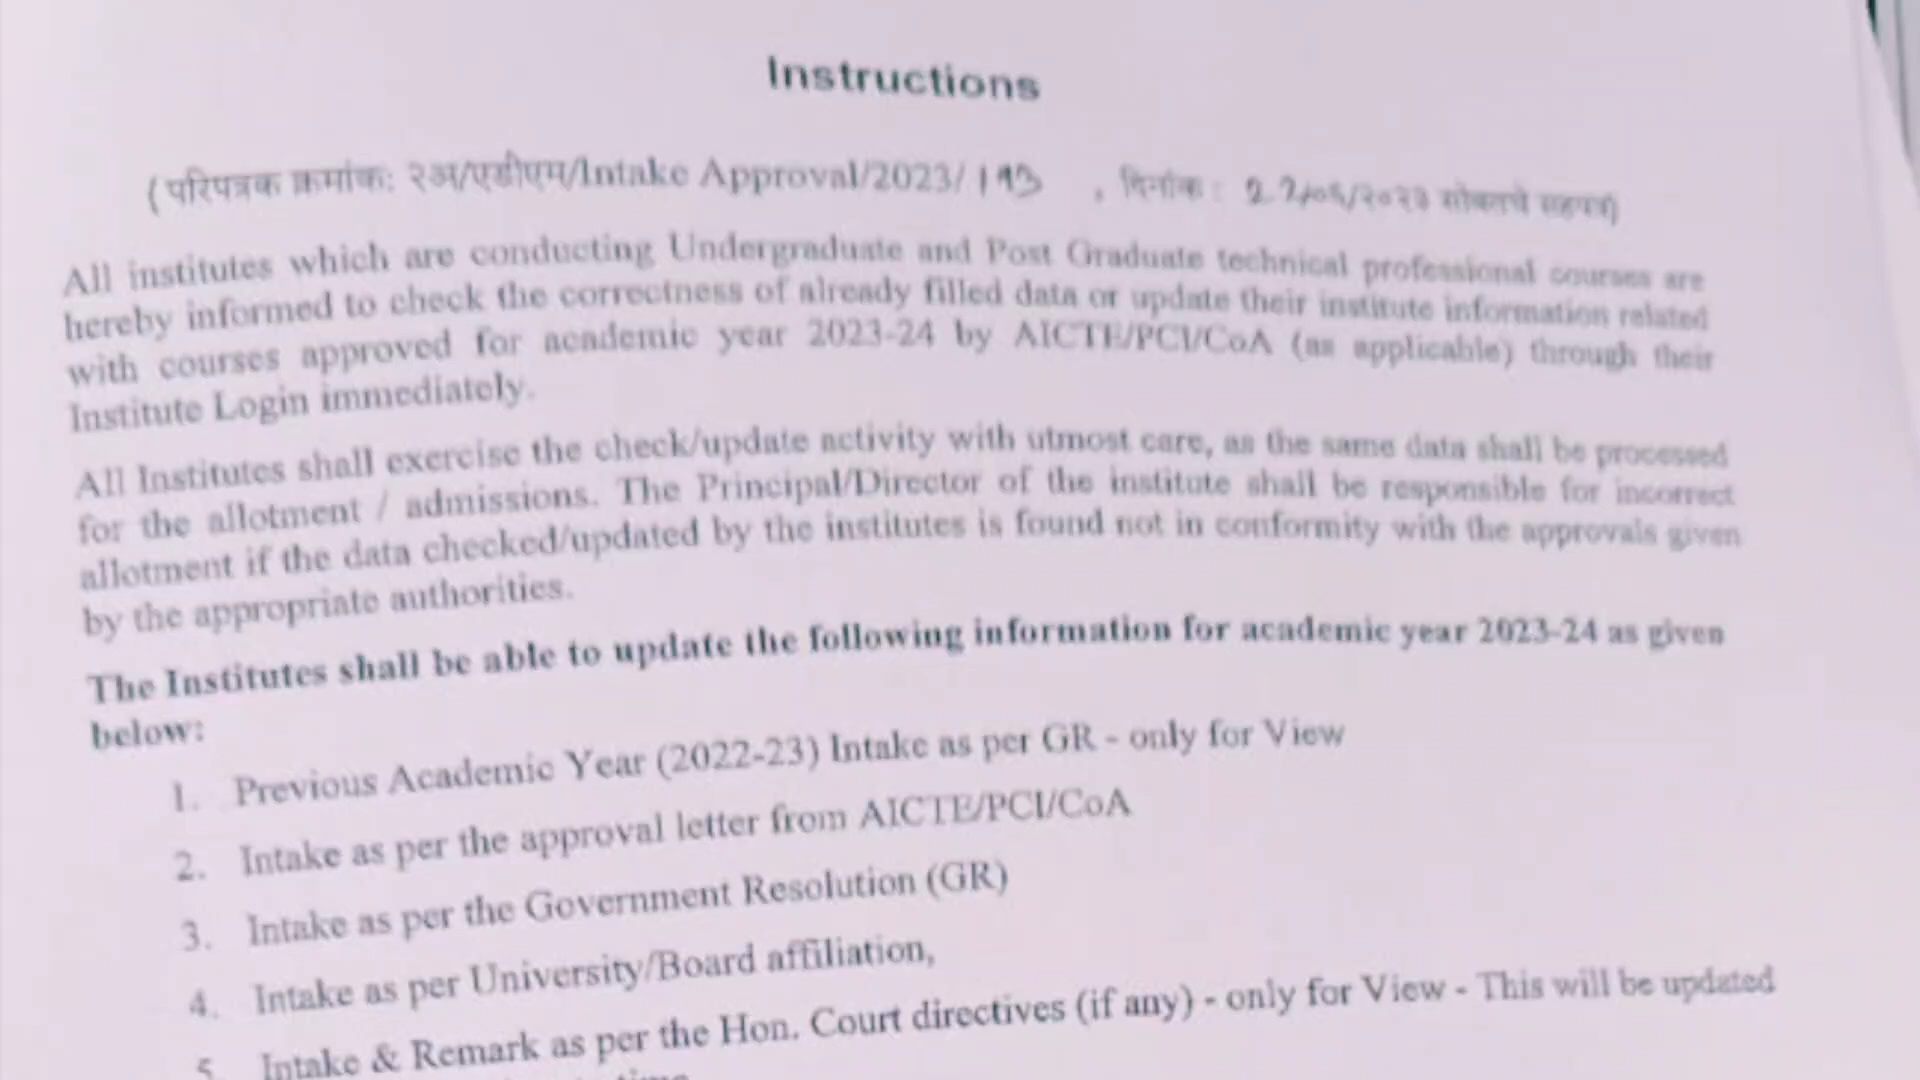 Instructions
(परिपत्रक क्रमांक: २अ/एडीएम/Intake Approval/2023/ , दिनांक : /२०२३ सोबतचे सहपत्र)
All institutes which are conducting Undergraduate and Post Graduate technical professional courses are
hereby informed to check the correctness of already filled data or update their institute information related
with courses approved for academic year 2023-24 by AICTE/PCI/CoA (as applicable) through their
Institute Login immediately.
All Institutes shall exercise the check/update activity with utmost care, as the same data shall be processed
for the allotment / admissions. The Principal/Director of the institute shall be responsible for incorrect
allotment if the data checked/updated by the institutes is found not in conformity with the approvals given
by the appropriate authorities.
The Institutes shall be able to update the following information for academic year 2023-24 as given
below:
1. Previous Academic Year (2022-23) Intake as per GR - only for View
2. Intake as per the approval letter from AICTE/PCI/CoA
3. Intake as per the Government Resolution (GR)
4. Intake as per University/Board affiliation,
5. Intake & Remark as per the Hon. Court directives (if any) - only for View - This will be updated